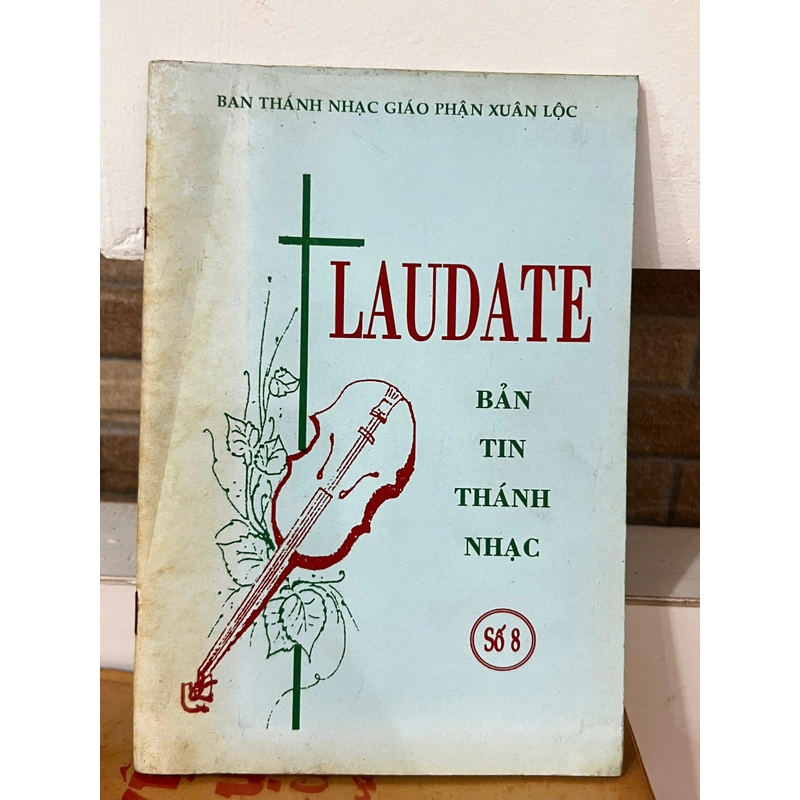 BAN THÁNH NHẠC GIÁO PHẬN XUÂN LỘC
LAUDATE
BẢN
TIN
THÁNH
NHẠC
Số 8